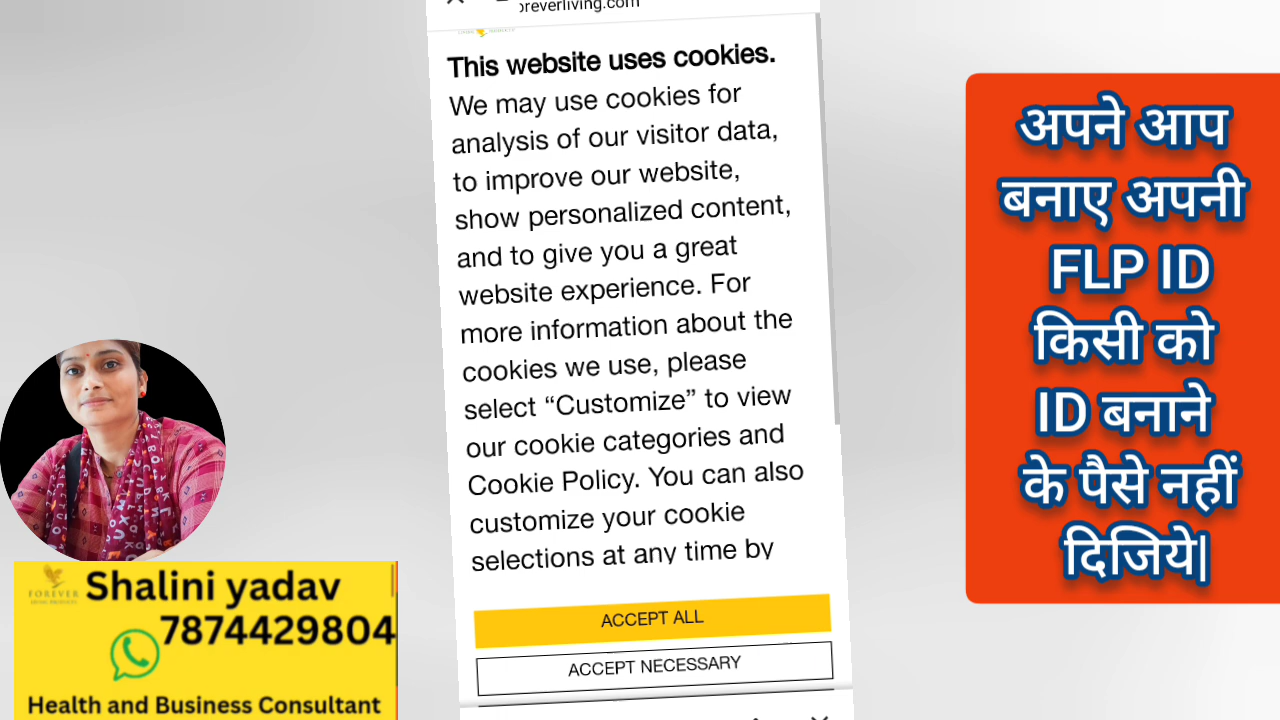 oreverliving.com
This website uses cookies.
We may use cookies for
analysis of our visitor data,
to improve our website,
show personalized content,
and to give you a great
website experience. For
more information about the
cookies we use, please
select “Customize” to view
our cookie categories and
Cookie Policy. You can also
customize your cookie
selections at any time by
ACCEPT ALL
ACCEPT NECESSARY
अपने आप
बनाए अपनी
FLP ID
किसी को
ID बनाने
के पैसे नहीं
दिजिये|
FOREVER
Shalini yadav
7874429804
Health and Business Consultant